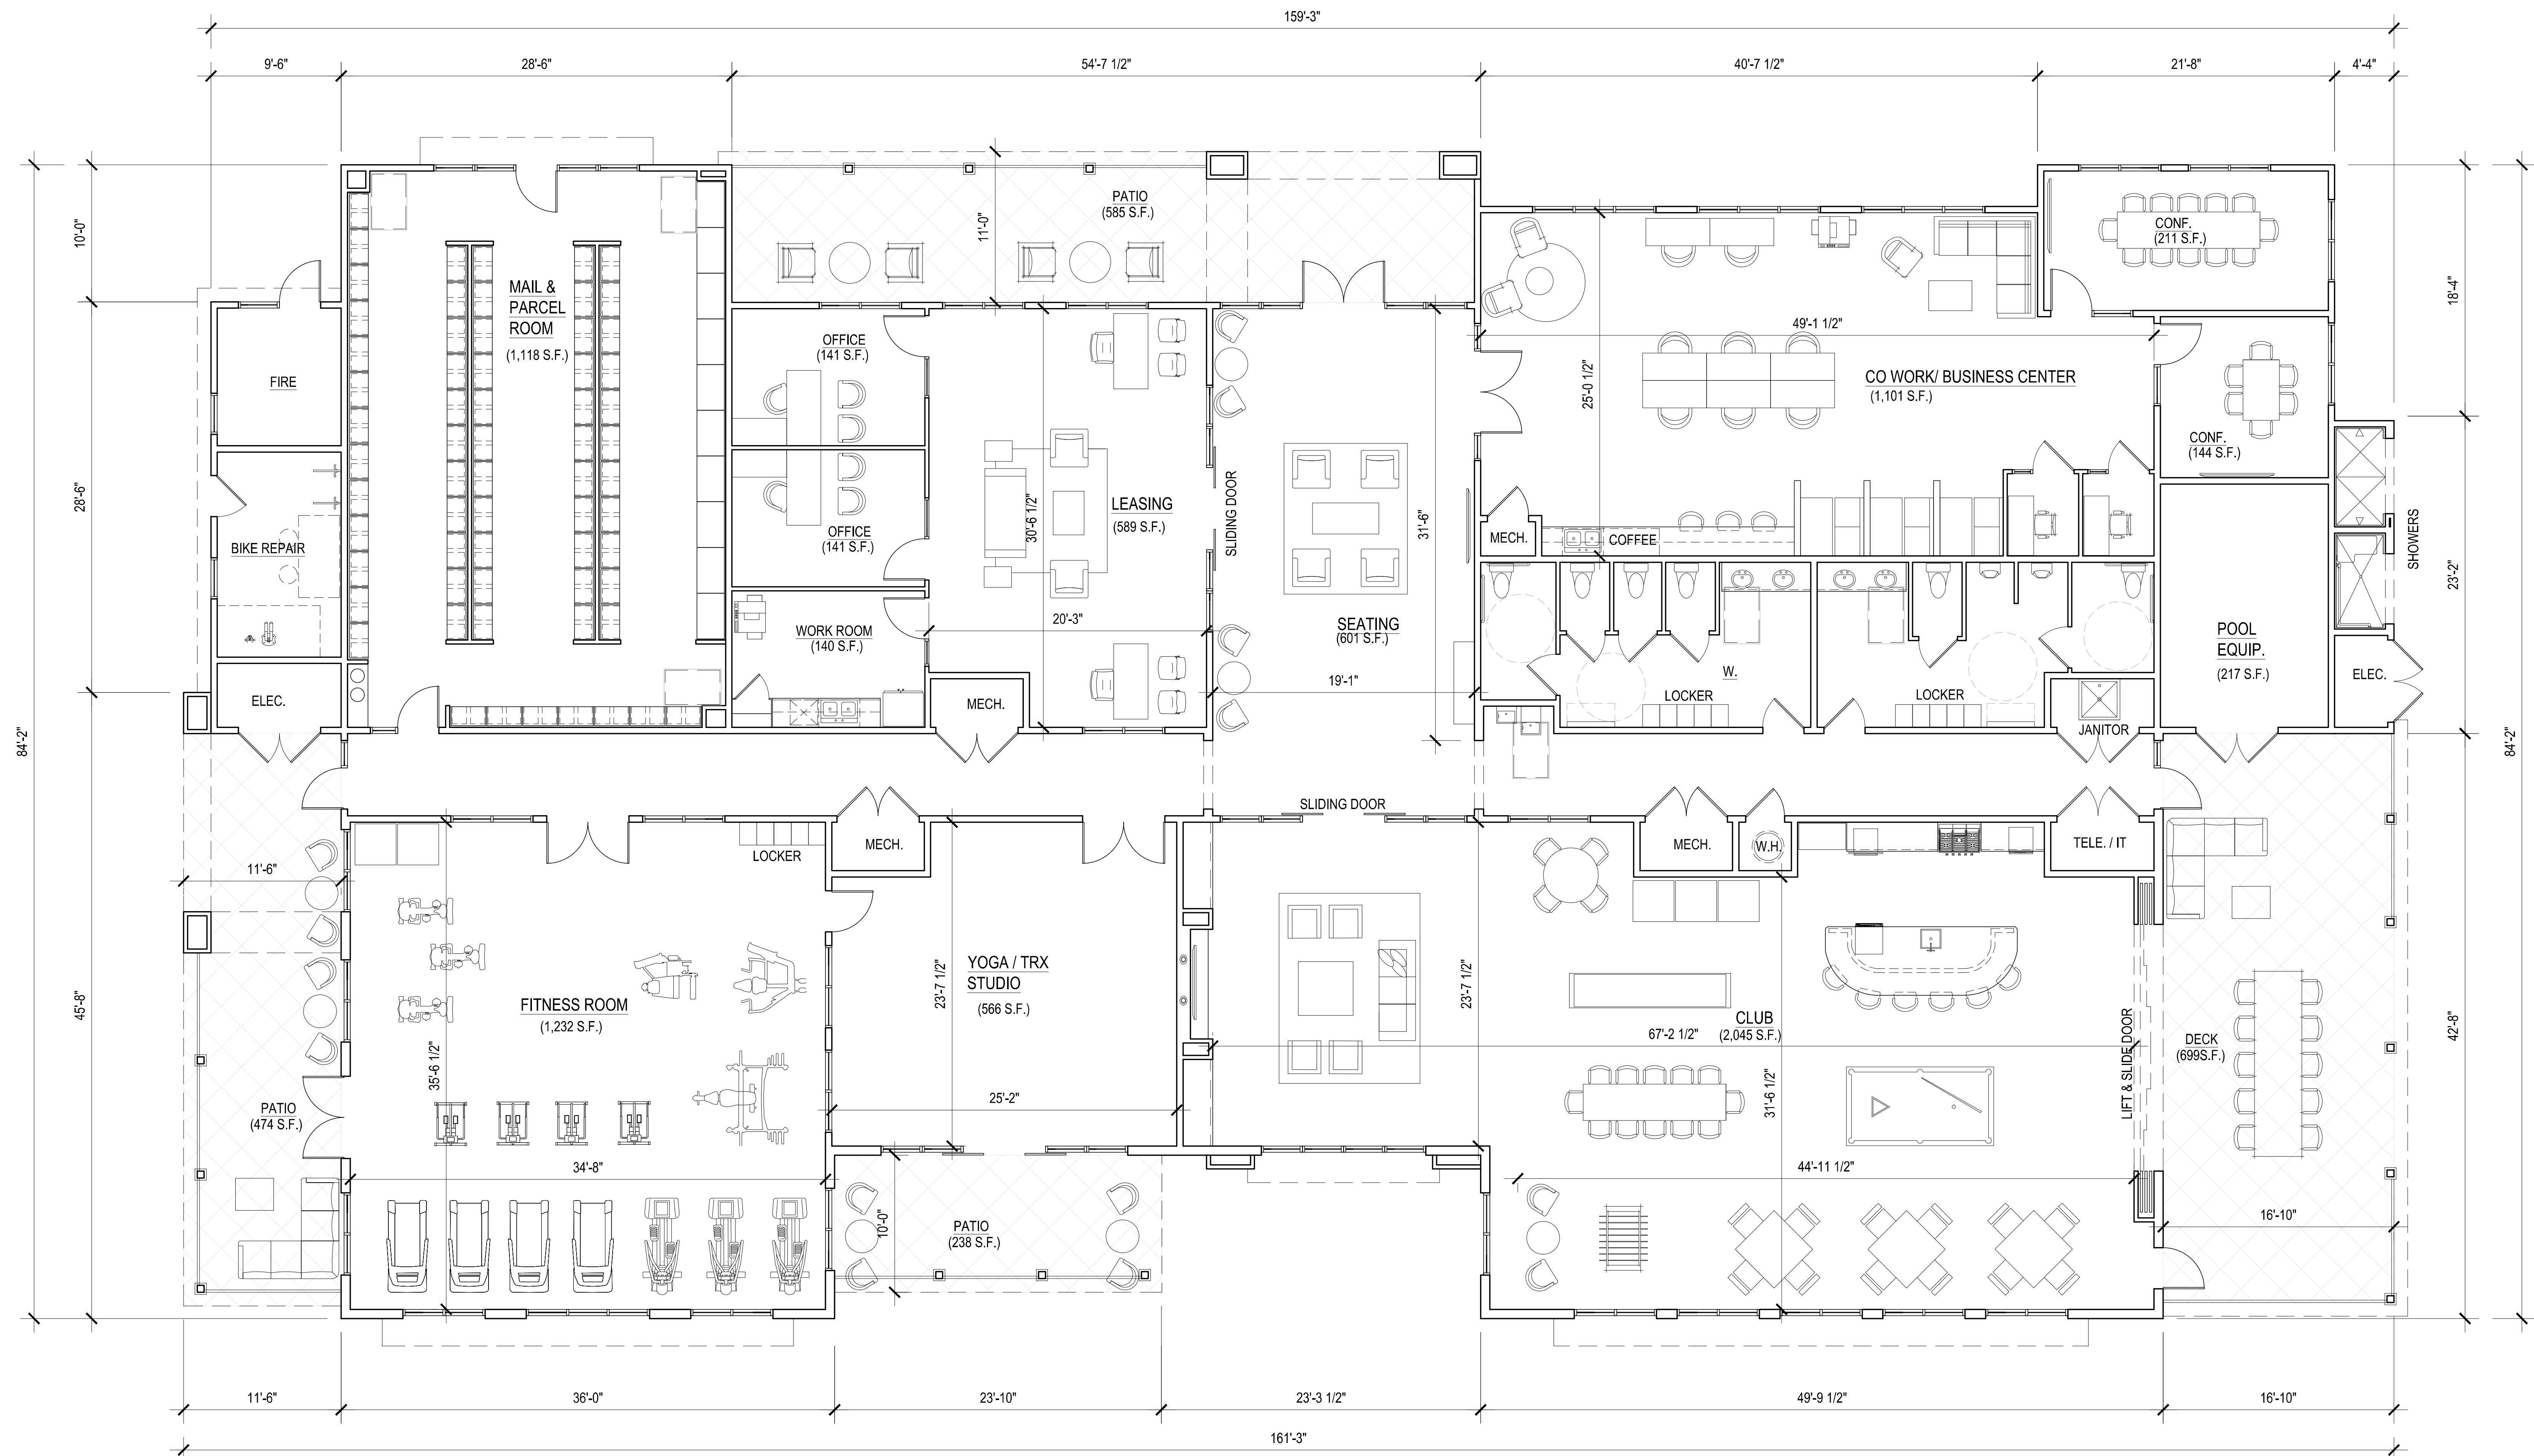 159'-3"
9'-6"
28'-6"
54'-7 1/2"
40'-7 1/2"
21'-8"
4'-4"
10'-0"
28'-6"
84'-2"
45'-8"
MAIL &
PARCEL
ROOM
(1,118 S.F.)
FIRE
BIKE REPAIR
ELEC.
PATIO
(585 S.F.)
11'-0"
OFFICE
(141 S.F.)
OFFICE
(141 S.F.)
WORK ROOM
(140 S.F.)
LEASING
(589 S.F.)
30'-6 1/2"
20'-3"
MECH.
SLIDING DOOR
SEATING
(601 S.F.)
31'-6"
19'-1"
25'-0 1/2"
49'-1 1/2"
CO WORK/ BUSINESS CENTER
(1,101 S.F.)
CONF.
(211 S.F.)
CONF.
(144 S.F.)
MECH.
COFFEE
W.
LOCKER
LOCKER
JANITOR
POOL
EQUIP.
(217 S.F.)
SHOWERS
ELEC.
18'-4"
23'-2"
84'-2"
42'-8"
11'-6"
PATIO
(474 S.F.)
LOCKER
FITNESS ROOM
(1,232 S.F.)
35'-6 1/2"
34'-8"
MECH.
YOGA / TRX
STUDIO
(566 S.F.)
23'-7 1/2"
25'-2"
10'-0"
PATIO
(238 S.F.)
SLIDING DOOR
23'-7 1/2"
MECH.
W.H.
TELE. / IT
CLUB
(2,045 S.F.)
67'-2 1/2"
31'-6 1/2"
44'-11 1/2"
LIFT & SLIDE DOOR
DECK
(699S.F.)
16'-10"
11'-6"
36'-0"
23'-10"
23'-3 1/2"
49'-9 1/2"
16'-10"
161'-3"